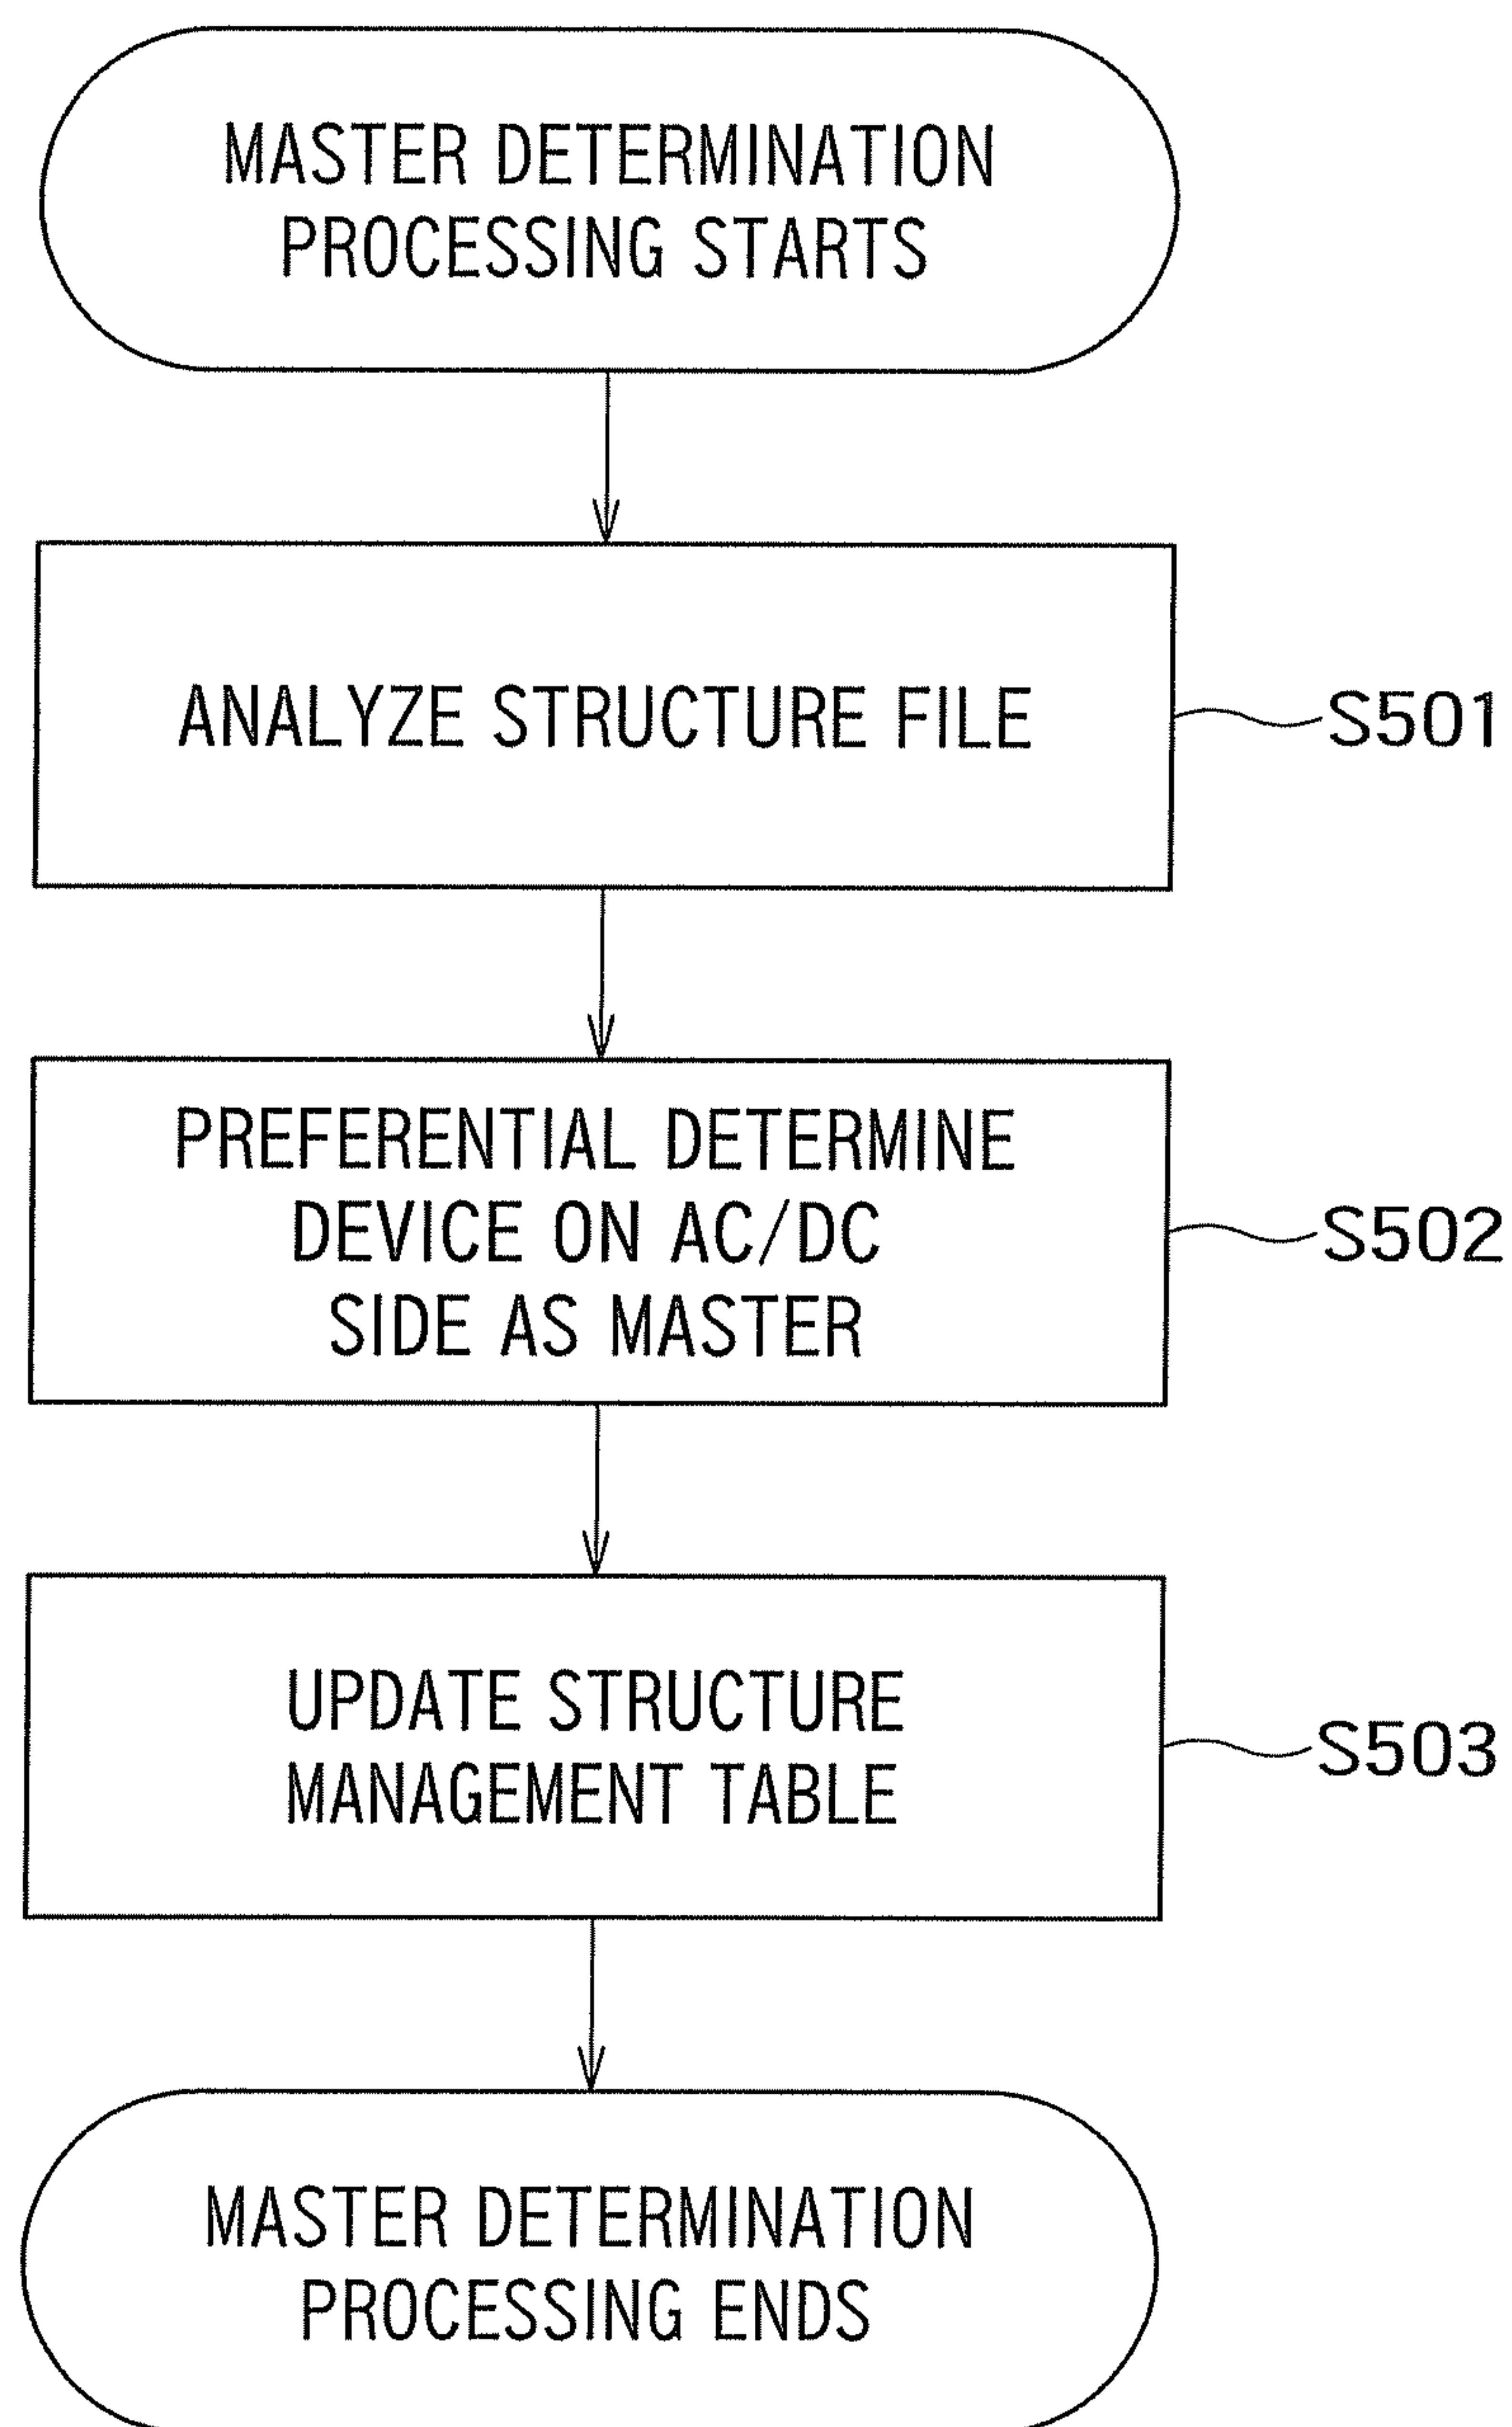 MASTER DETERMINATION
PROCESSING STARTS
ANALYZE STRUCTURE FILE
S501
PREFERENTIAL DETERMINE
DEVICE ON AC/DC
SIDE AS MASTER
S502
UPDATE STRUCTURE
MANAGEMENT TABLE
S503
MASTER DETERMINATION
PROCESSING ENDS